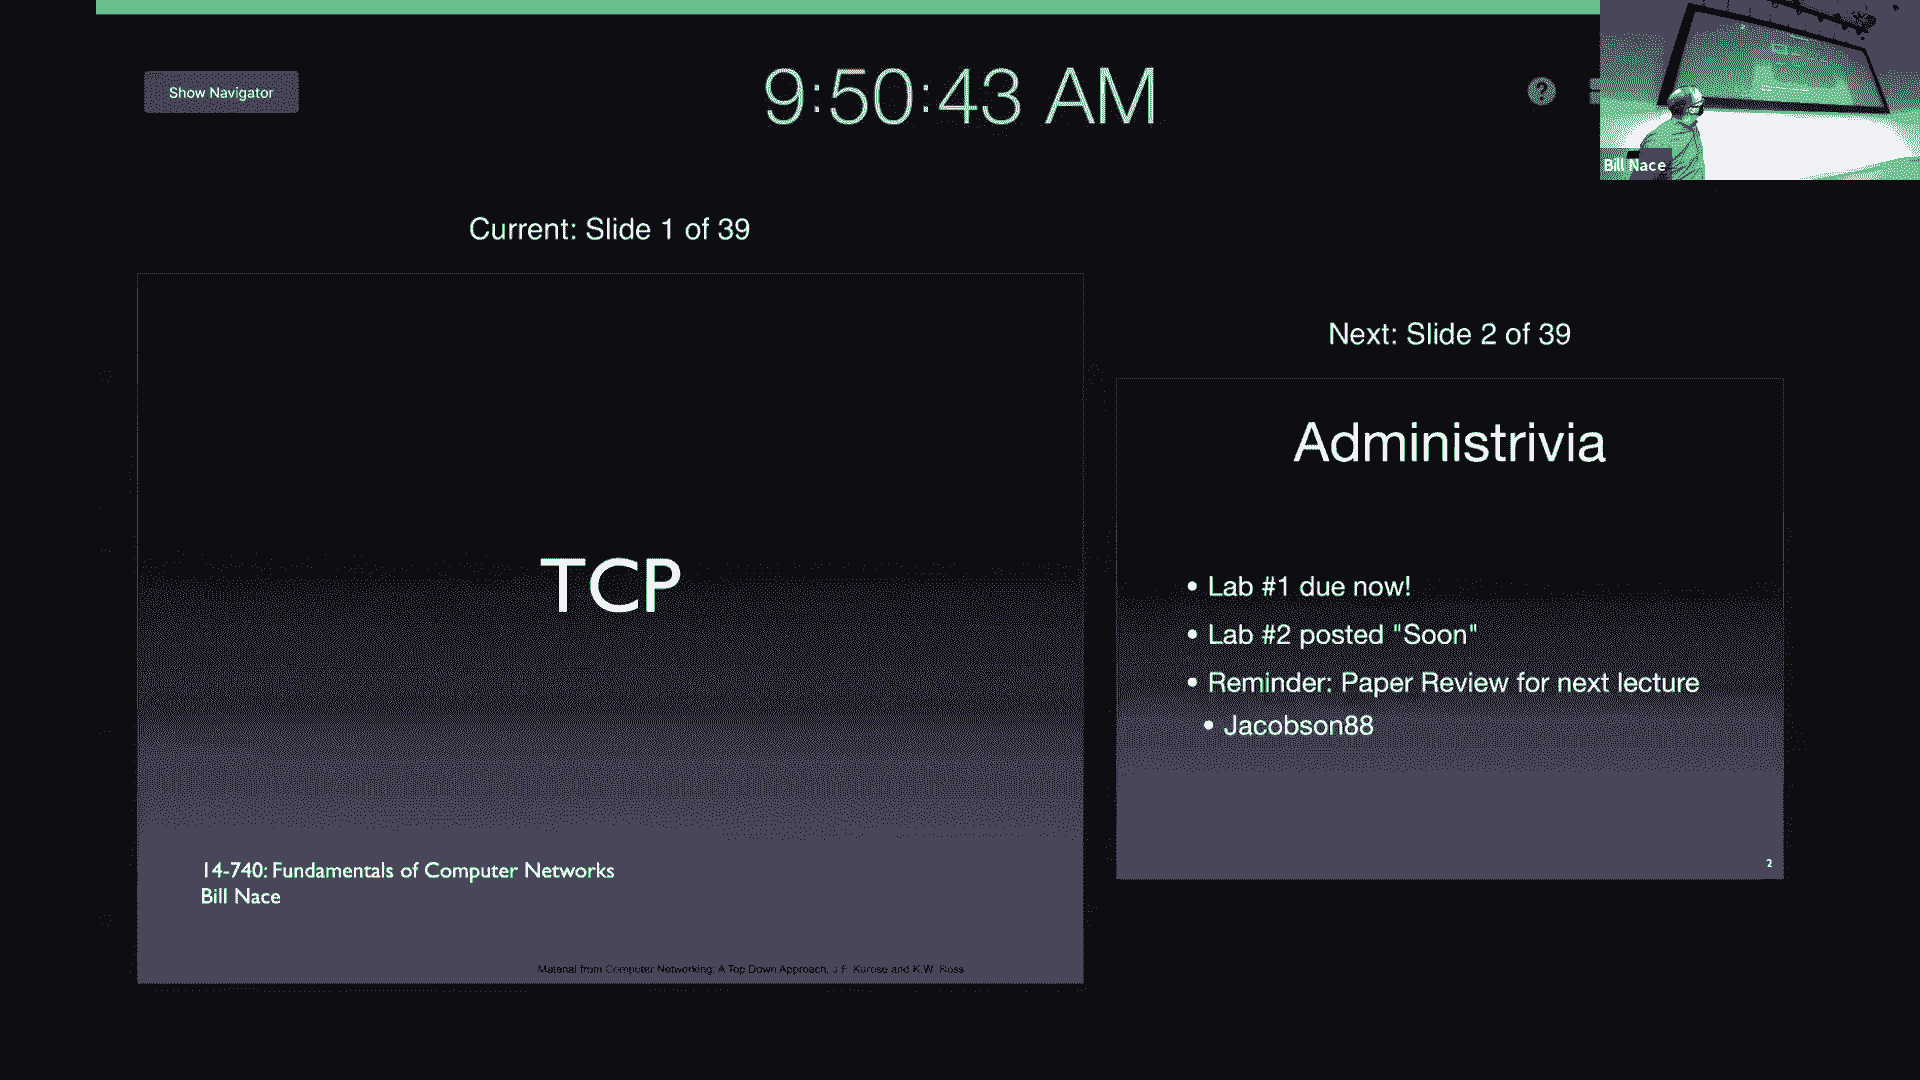 Show Navigator
9:50:43 AM
Bill Nace
Current: Slide 1 of 39
Next: Slide 2 of 39
TCP
14-740: Fundamentals of Computer Networks
Bill Nace
Material from Computer Networking: A Top Down Approach, J.F. Kurose and K.W. Ross
Administrivia
• Lab #1 due now!
• Lab #2 posted "Soon"
• Reminder: Paper Review for next lecture
• Jacobson88
2